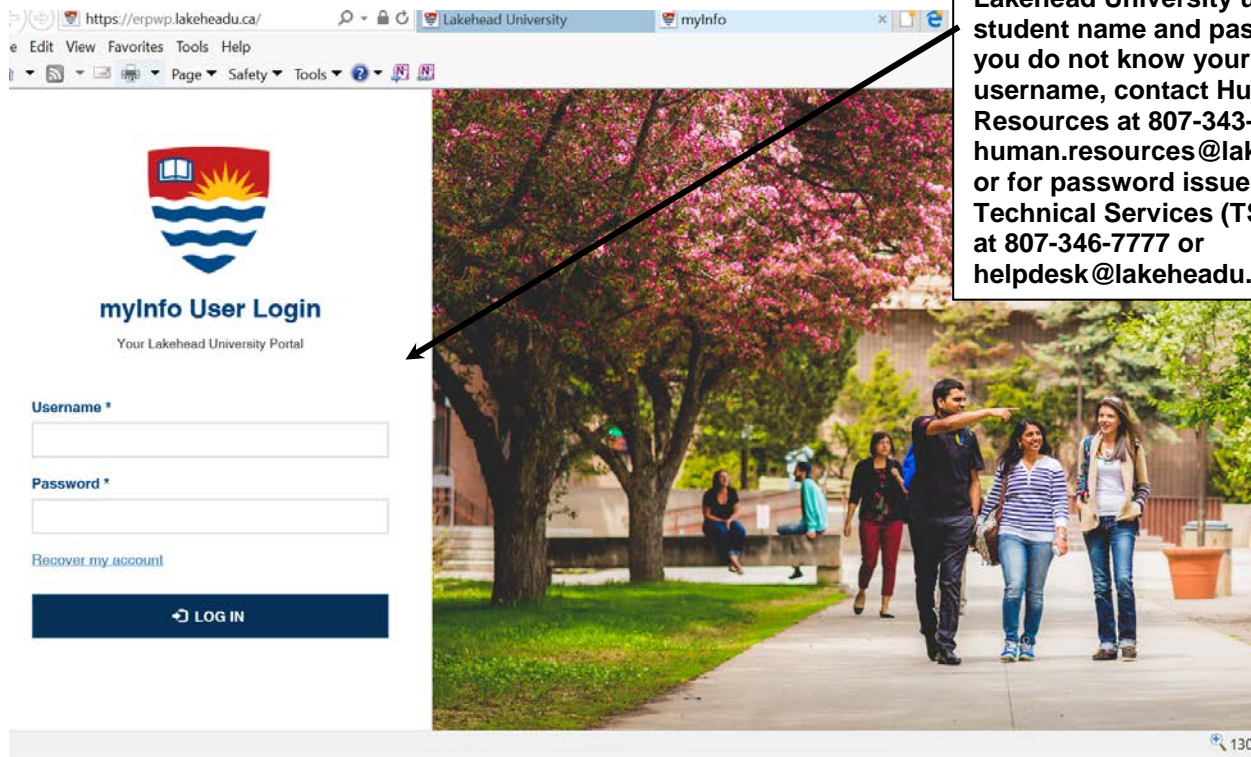 https://erpwp.lakeheadu.ca/
Lakehead University
myInfo
Edit View Favorites Tools Help
Page Safety Tools
Lakehead University
student name and pas
you do not know your
username, contact Hu
Resources at 807-343-
human.resources@lak
or for password issue
Technical Services (TS
at 807-346-7777 or
helpdesk@lakeheadu.
myInfo User Login
Your Lakehead University Portal
Username *
Password *
Recover my account
LOG IN
130